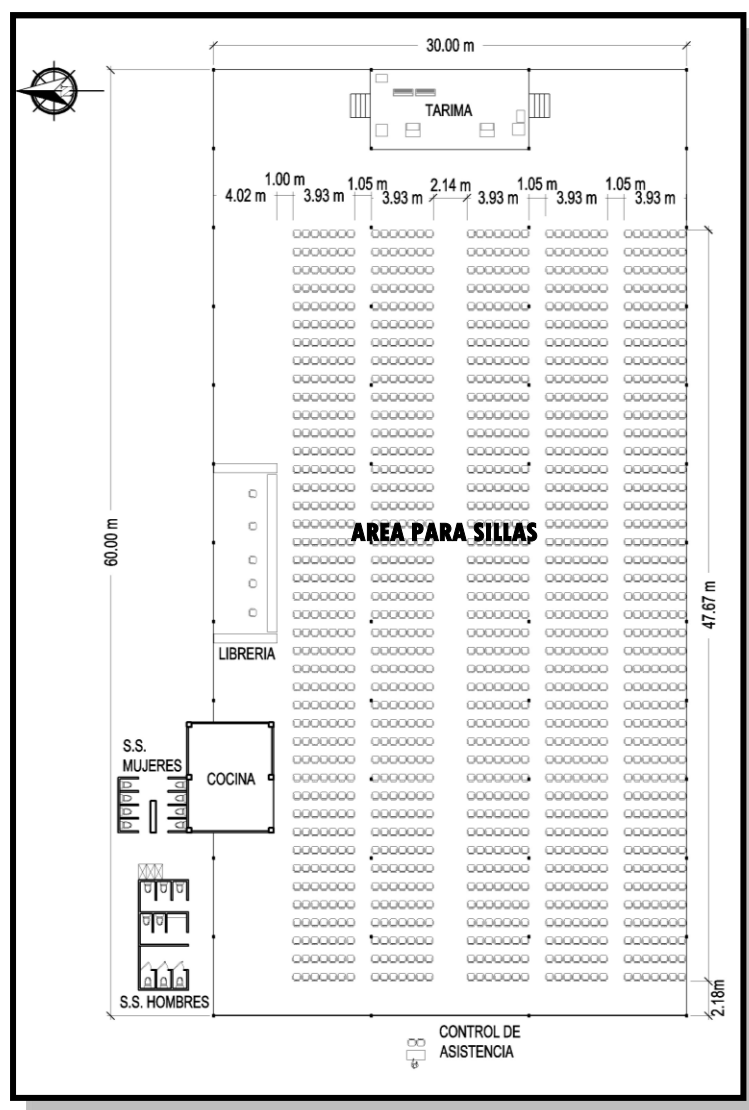 30.00 m
TARIMA
1.00 m
1.05 m
2.14 m
1.05 m
1.05 m
4.02 m
3.93 m
3.93 m
3.93 m
3.93 m
3.93 m
60.00 m
AREA PARA SILLAS
47.67 m
LIBRERIA
S.S.
MUJERES
COCINA
S.S. HOMBRES
2.18m
CONTROL DE
ASISTENCIA